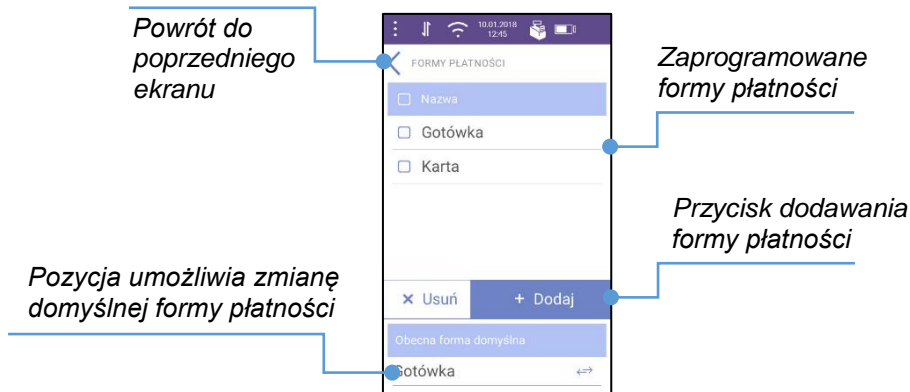 Powrót do
poprzedniego
ekranu
10.01.2018
12:45
FORMY PŁATNOŚCI
Nazwa
Gotówka
Karta
Zaprogramowane
formy płatności
Przycisk dodawania
formy płatności
Pozycja umożliwia zmianę
domyślnej formy płatności
× Usuń
+ Dodaj
Obecna forma domyślna
Gotówka